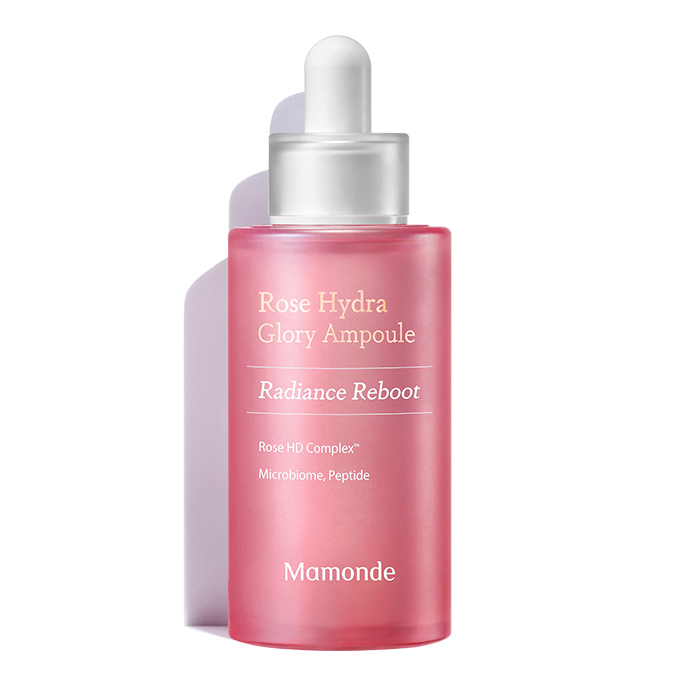 Rose Hydra
Glory Ampoule
Radiance Reboot
Rose HD Complex™
Microbiome, Peptide
Mamonde